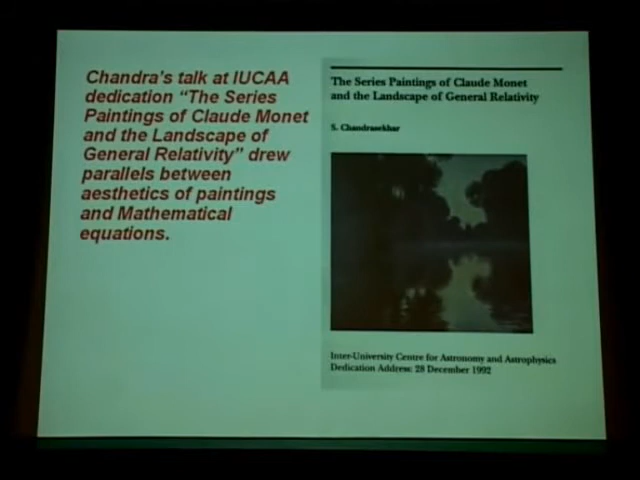 Chandra's talk at IUCAA
dedication "The Series
Paintings of Claude Monet
and the Landscape of
General Relativity" drew
parallels between
aesthetics of paintings
and Mathematical
equations.
The Series Paintings of Claude Monet
and the Landscape of General Relativity
S. Chandrasekhar
Inter-University Centre for Astronomy and Astrophysics
Dedication Address: 28 December 1992